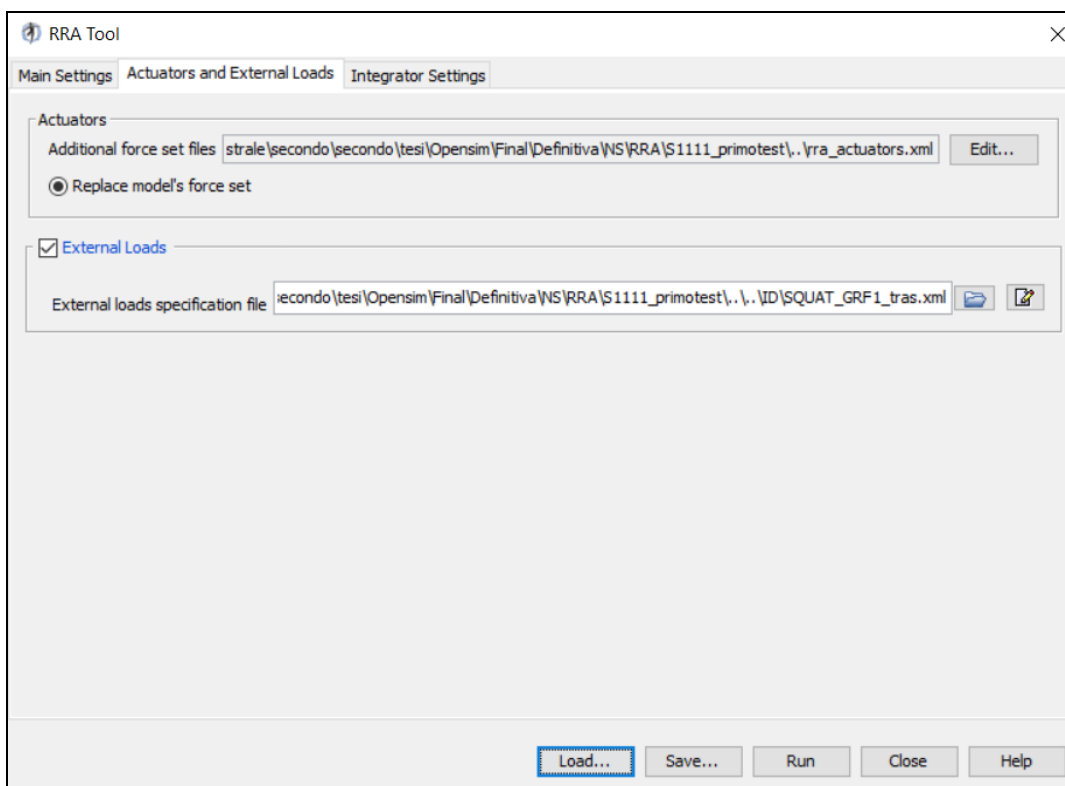 RRA Tool
Main Settings Actuators and External Loads Integrator Settings
Actuators
Additional force set files strale\secondo\secondo\tesi\Opensim\Final\Definitiva\NS\RRA\S1111_primotest\..\rra_actuators.xml Edit...
Replace model's force set
External Loads
External loads specification file secondo\tesi\Opensim\Final\Definitiva\NS\RRA\S1111_primotest\..\..\ID\SQUAT_GRF1_tras.xml
Load... Save... Run Close Help